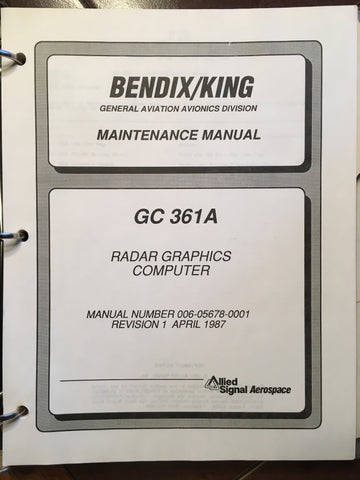 BENDIX/KING
GENERAL AVIATION AVIONICS DIVISION
MAINTENANCE MANUAL
GC 361A
RADAR GRAPHICS
COMPUTER
MANUAL NUMBER 006-05678-0001
REVISION 1 APRIL 1987
Allied
Signal Aerospace